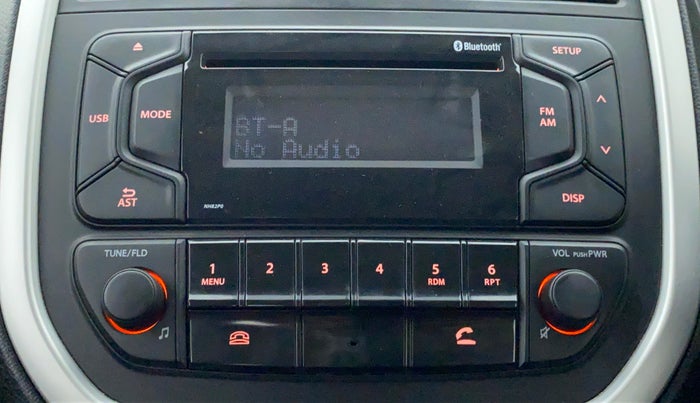 Bluetooth
SETUP
USB
MODE
FM
AM
BT-A
No Audio
AST
NH82P0
DISP
TUNE/FLD
VOL PUSH PWR
1
MENU
2
3
4
5
RDM
6
RPT